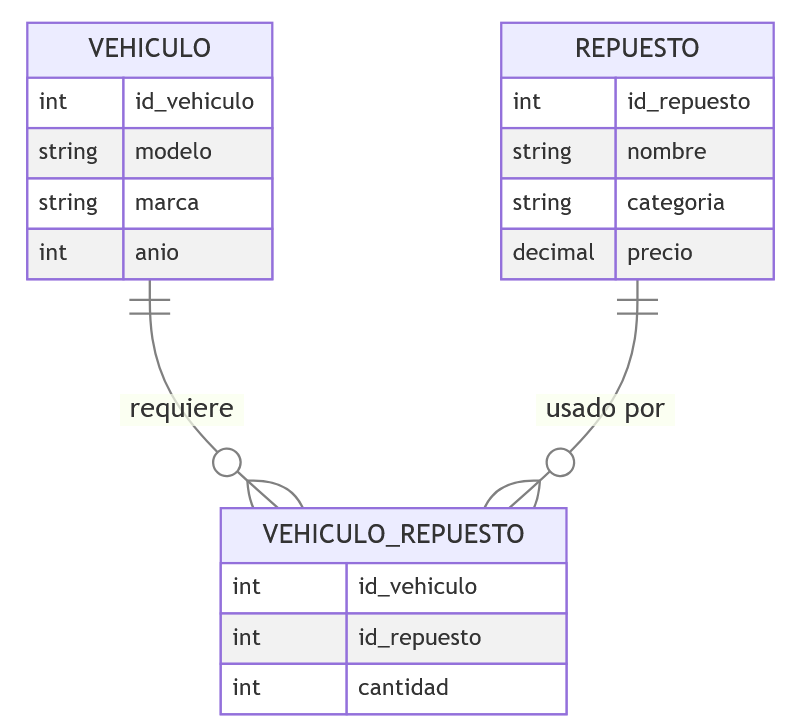 VEHICULO
int id_vehiculo
string modelo
string marca
int anio
REPUESTO
int id_repuesto
string nombre
string categoria
decimal precio
requiere
usado por
VEHICULO_REPUESTO
int id_vehiculo
int id_repuesto
int cantidad